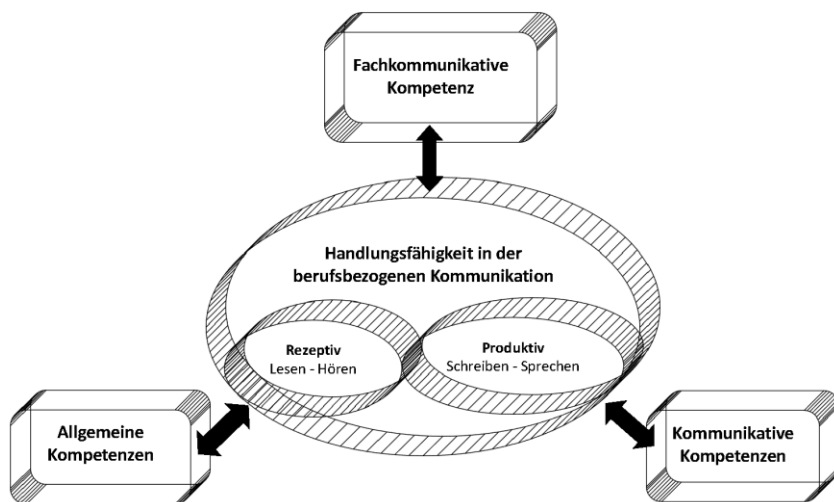 Fachkommunikative
Kompetenz
Handlungsfähigkeit in der
berufsbezogenen Kommunikation
Rezeptiv
Lesen - Hören
Produktiv
Schreiben - Sprechen
Allgemeine
Kompetenzen
Kommunikative
Kompetenzen